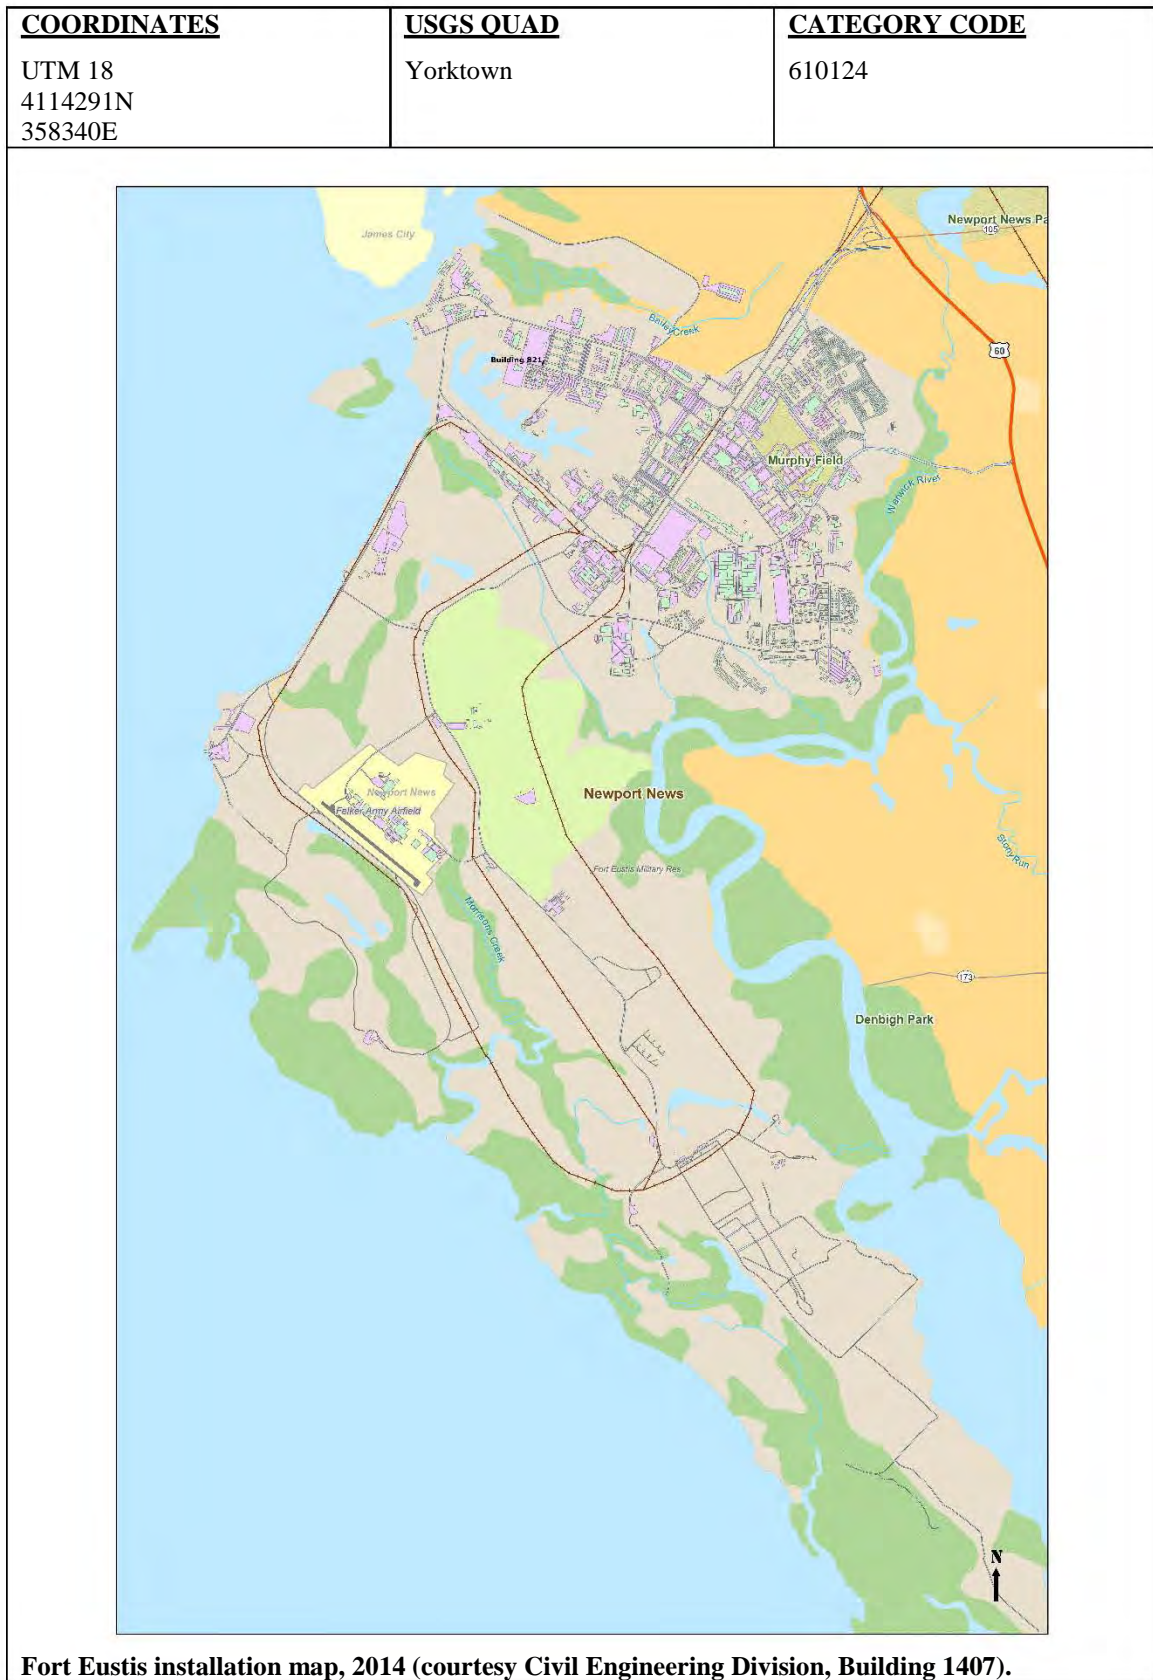 COORDINATES
UTM 18
4114291N
358340E
USGS QUAD
Yorktown
CATEGORY CODE
610124
James City
Newport News Pa
105
Bailey Creek
60
Building 821
Murphy Field
Warwick River
Newport News
Felker Army Airfield
Newport News
Stony Run
Fort Eustis Military Res
Morrisons Creek
173
Denbigh Park
N
Fort Eustis installation map, 2014 (courtesy Civil Engineering Division, Building 1407).